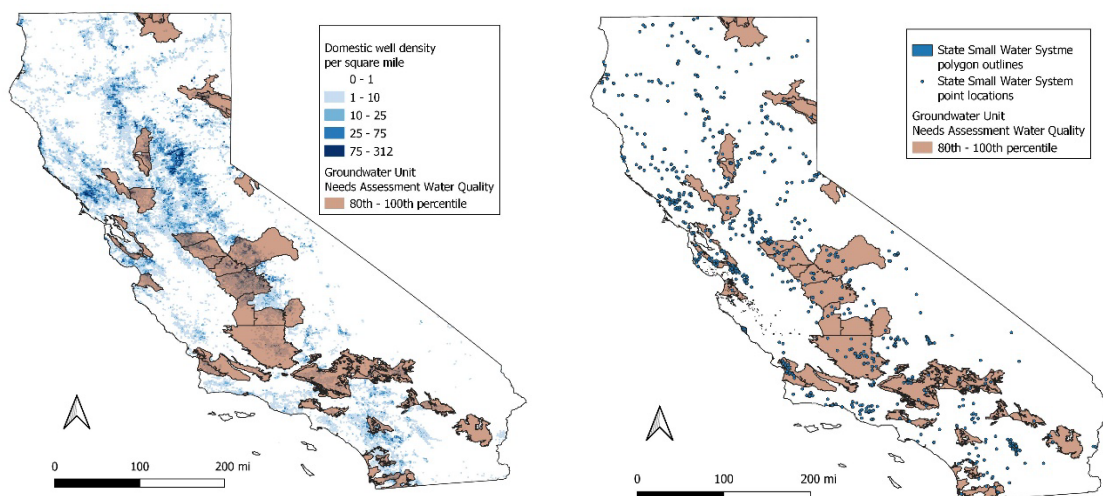 Domestic well density
per square mile
0 - 1
1 - 10
10 - 25
25 - 75
75 - 312
Groundwater Unit
Needs Assessment Water Quality
80th - 100th percentile
0 100 200 mi
State Small Water Systme
polygon outlines
State Small Water System
point locations
Groundwater Unit
Needs Assessment Water Quality
80th - 100th percentile
0 100 200 mi